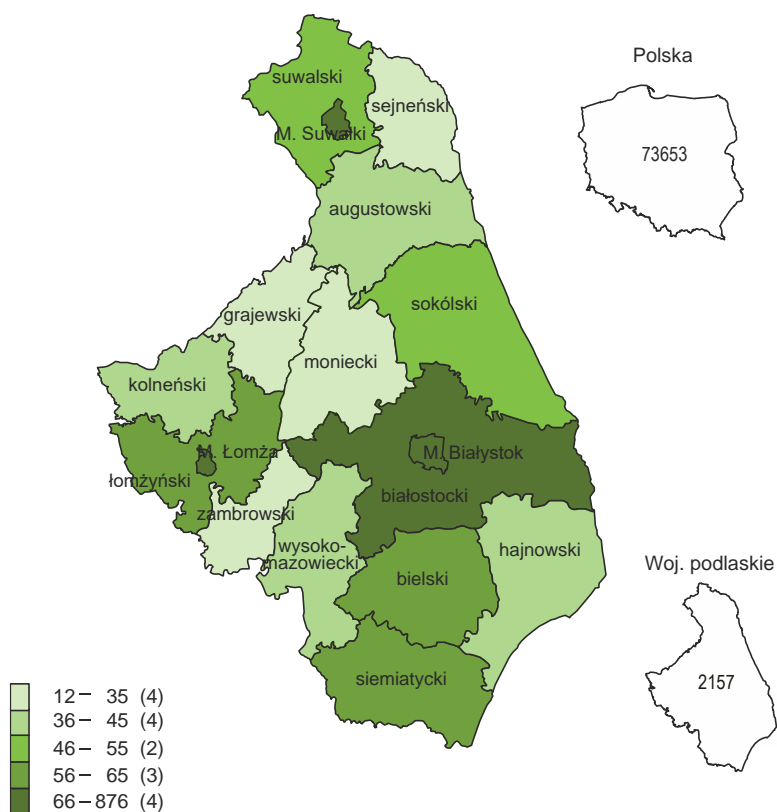 Polska
73653
suwalski
sejneński
M. Suwałki
augustowski
sokólski
grajewski
moniecki
kolneński
M. Łomża
M. Białystok
łomżyński
białostocki
zambrowski
wysoko-
mazowiecki
hajnowski
bielski
siemiatycki
Woj. podlaskie
2157
12 – 35 (4)
36 – 45 (4)
46 – 55 (2)
56 – 65 (3)
66 – 876 (4)